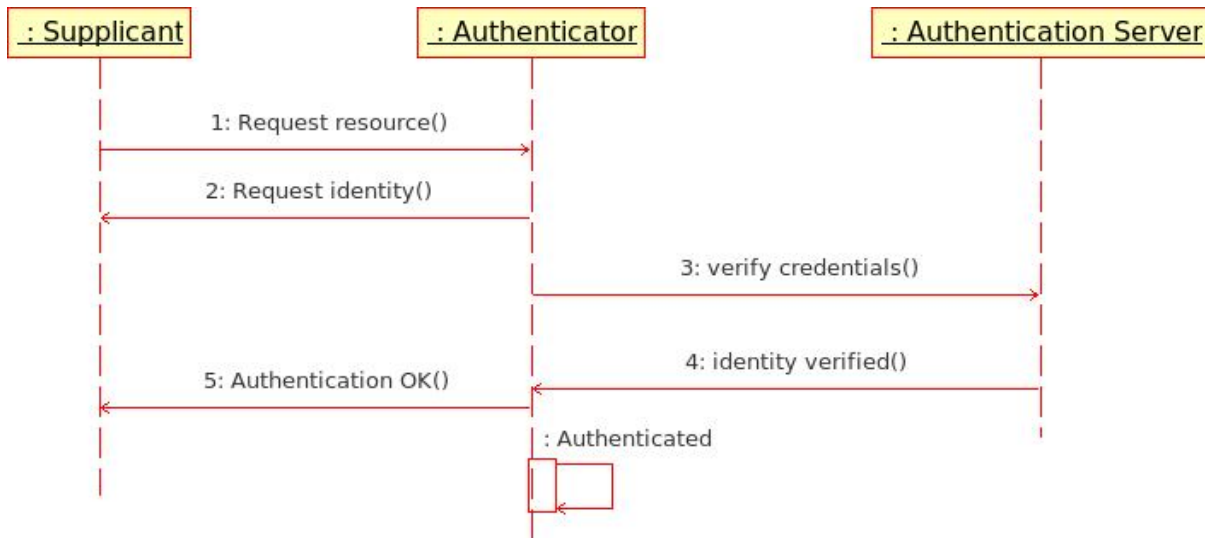 : Supplicant
: Authenticator
: Authentication Server
1: Request resource()
2: Request identity()
3: verify credentials()
4: identity verified()
5: Authentication OK()
: Authenticated